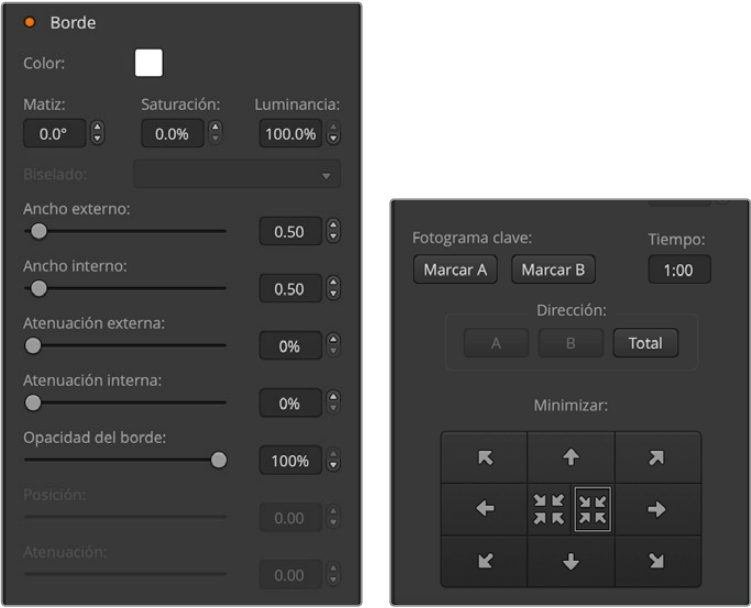 Borde
Color:
Matiz: Saturación: Luminancia:
0.0° 0.0% 100.0%
Biselado:
Ancho externo:
0.50
Ancho interno:
0.50
Atenuación externa:
0%
Atenuación interna:
0%
Opacidad del borde:
100%
Posición:
0.00
Atenuación:
0.00
Fotograma clave: Tiempo:
Marcar A Marcar B 1:00
Dirección:
A B Total
Minimizar: